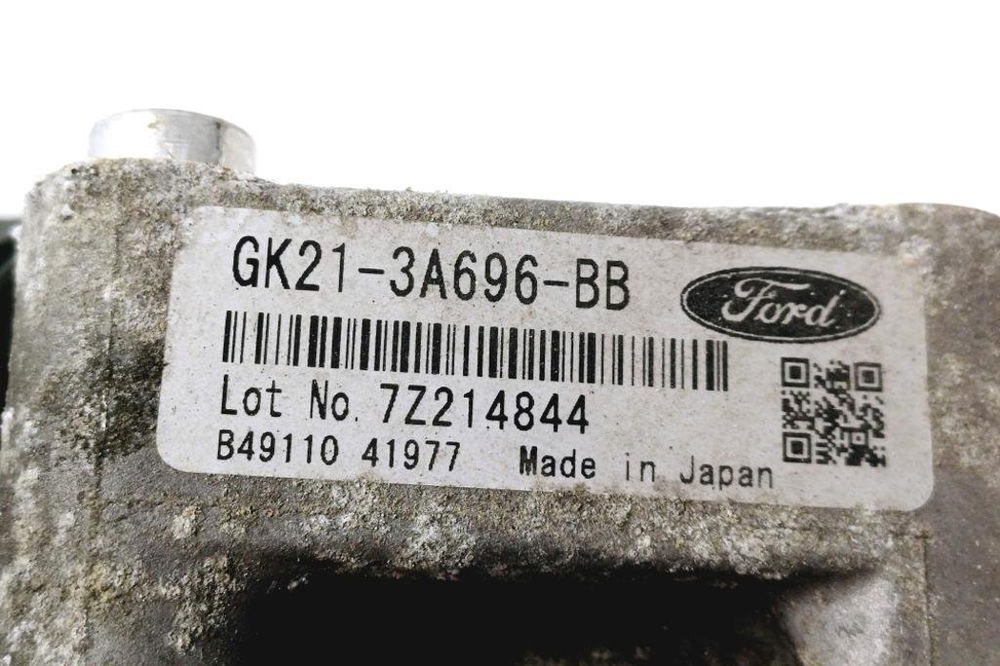 GK21-3A696-BB
Ford
Lot No. 7Z214844
B49110 41977 Made in Japan